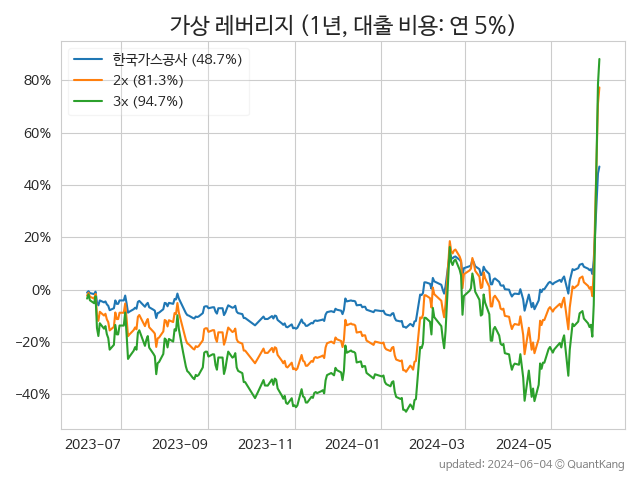 가상 레버리지 (1년, 대출 비용: 연 5%)
한국가스공사 (48.7%)
2x (81.3%)
3x (94.7%)
80%
60%
40%
20%
0%
−20%
−40%
2023-07 2023-09 2023-11 2024-01 2024-03 2024-05
updated: 2024-06-04 © QuantKang